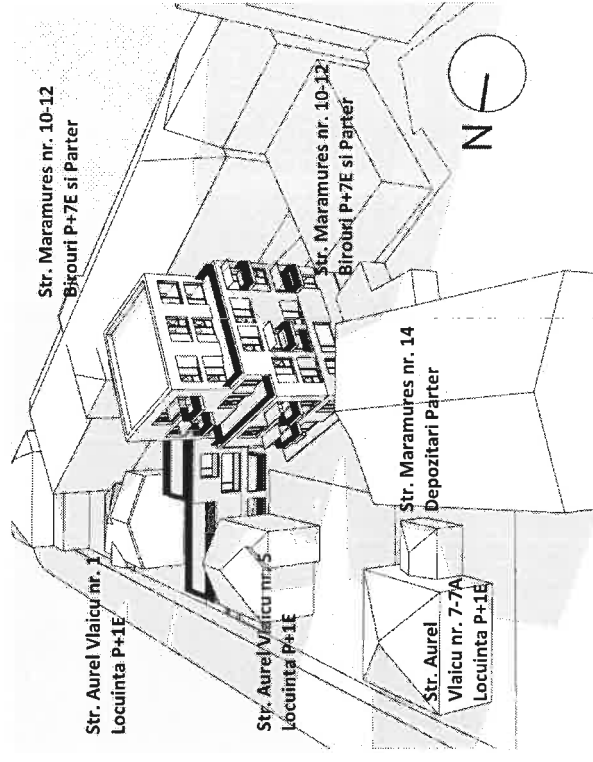 Str. Maramures nr. 10-12
Birouri P+7E si Parter
Str. Maramures nr. 10-12
Birouri P+7E si Parter
N
Str. Maramures nr. 14
Depozitari Parter
Str. Aurel Vlaicu nr. 1
Locuinta P+1E
Str. Aurel Vlaicu nr. 5
Locuinta P+1E
Str. Aurel
Vlaicu nr. 7-7A
Locuinta P+1E